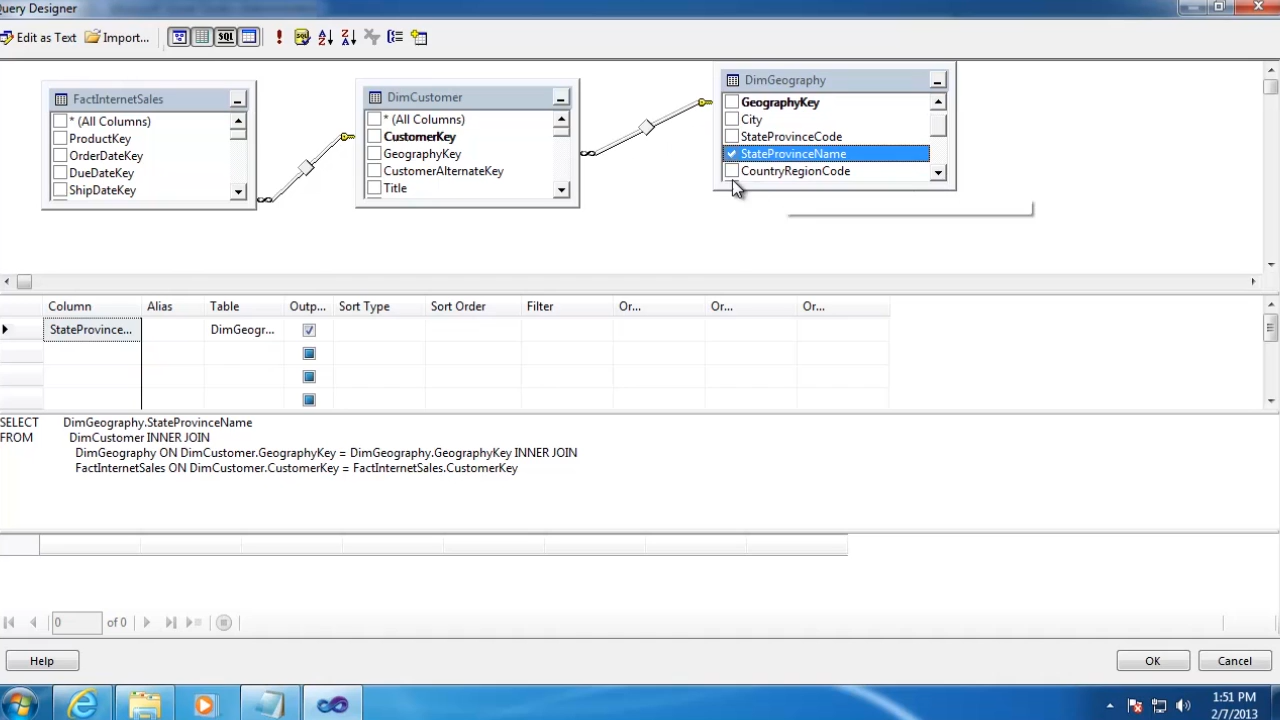 Query Designer
Edit as Text Import... SQL
FactInternetSales
* (All Columns)
ProductKey
OrderDateKey
DueDateKey
ShipDateKey
DimCustomer
* (All Columns)
CustomerKey
GeographyKey
CustomerAlternateKey
Title
DimGeography
GeographyKey
City
StateProvinceCode
StateProvinceName
CountryRegionCode
Column Alias Table Outp... Sort Type Sort Order Filter Or... Or... Or...
StateProvince... DimGeogr...
SELECT DimGeography.StateProvinceName
FROM DimCustomer INNER JOIN
DimGeography ON DimCustomer.GeographyKey = DimGeography.GeographyKey INNER JOIN
FactInternetSales ON DimCustomer.CustomerKey = FactInternetSales.CustomerKey
0 of 0
Help OK Cancel
1:51 PM
2/7/2013